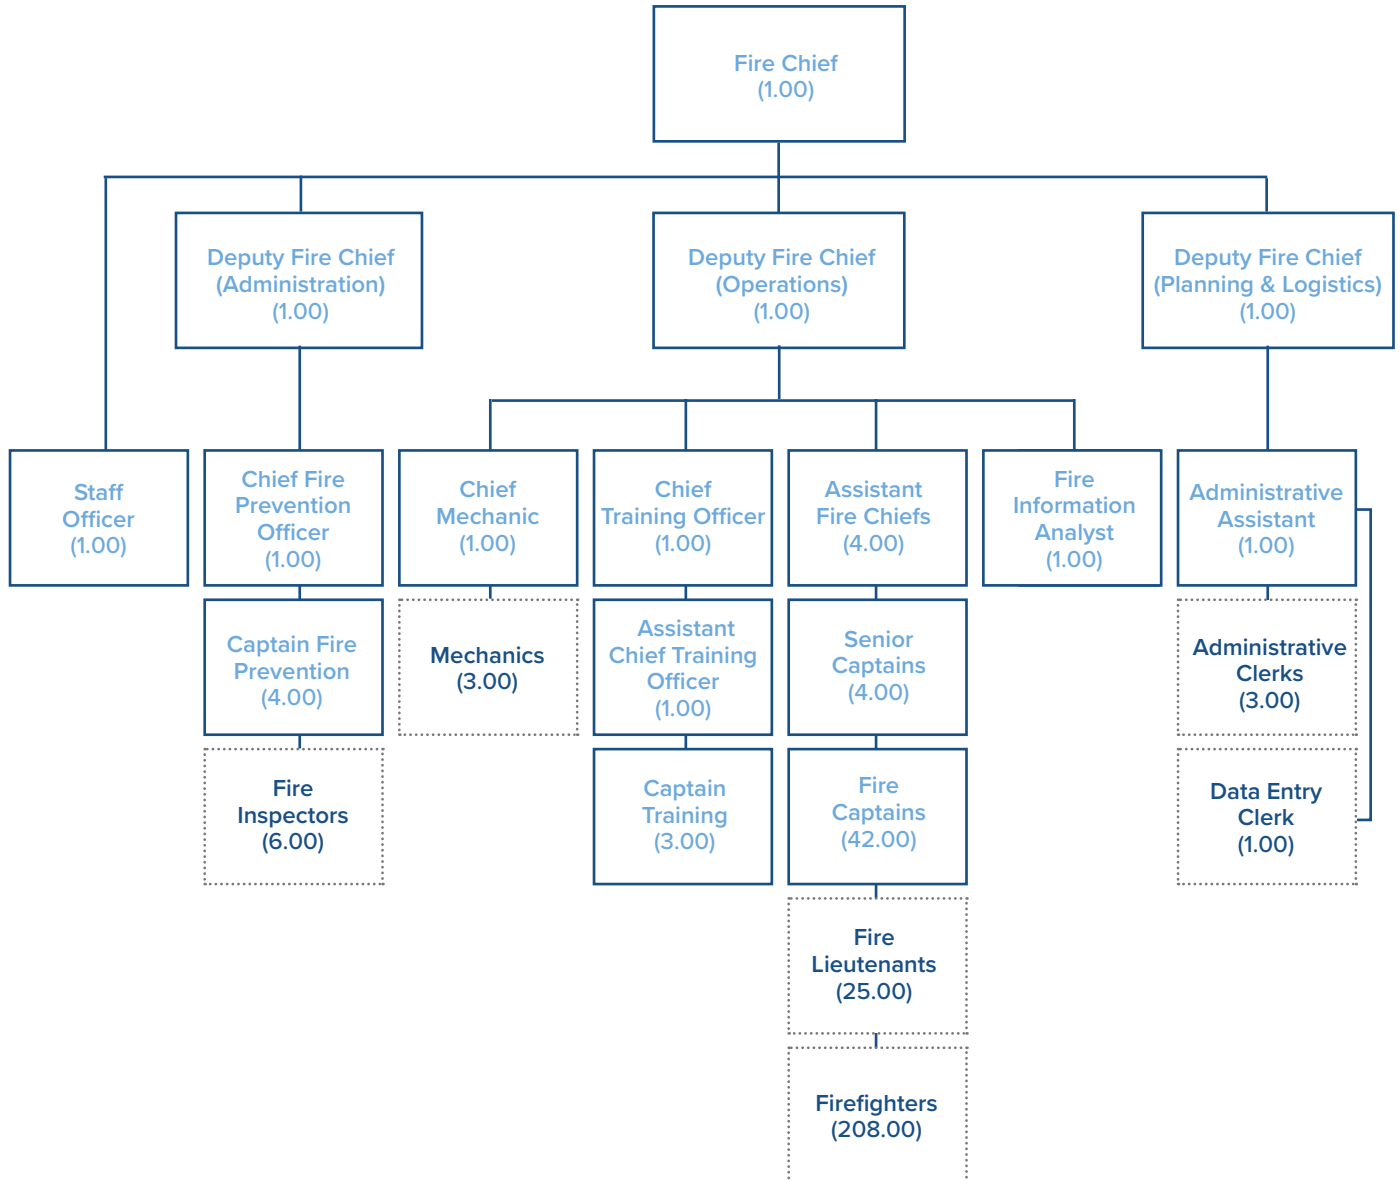 Fire Chief
(1.00)
Deputy Fire Chief
(Administration)
(1.00)
Deputy Fire Chief
(Operations)
(1.00)
Deputy Fire Chief
(Planning & Logistics)
(1.00)
Staff
Officer
(1.00)
Chief Fire
Prevention
Officer
(1.00)
Chief
Mechanic
(1.00)
Chief
Training Officer
(1.00)
Assistant
Fire Chiefs
(4.00)
Fire
Information
Analyst
(1.00)
Administrative
Assistant
(1.00)
Captain Fire
Prevention
(4.00)
Mechanics
(3.00)
Assistant
Chief Training
Officer
(1.00)
Senior
Captains
(4.00)
Administrative
Clerks
(3.00)
Fire
Inspectors
(6.00)
Captain
Training
(3.00)
Fire
Captains
(42.00)
Data Entry
Clerk
(1.00)
Fire
Lieutenants
(25.00)
Firefighters
(208.00)